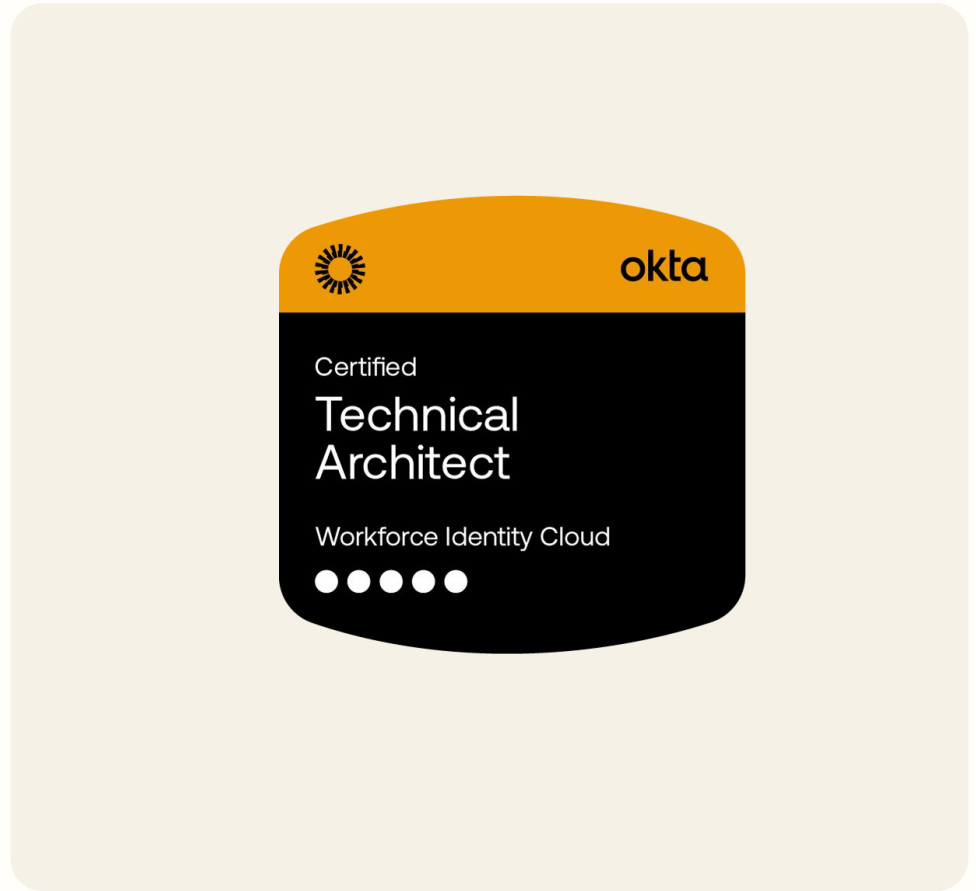 okta
Certified
Technical
Architect
Workforce Identity Cloud